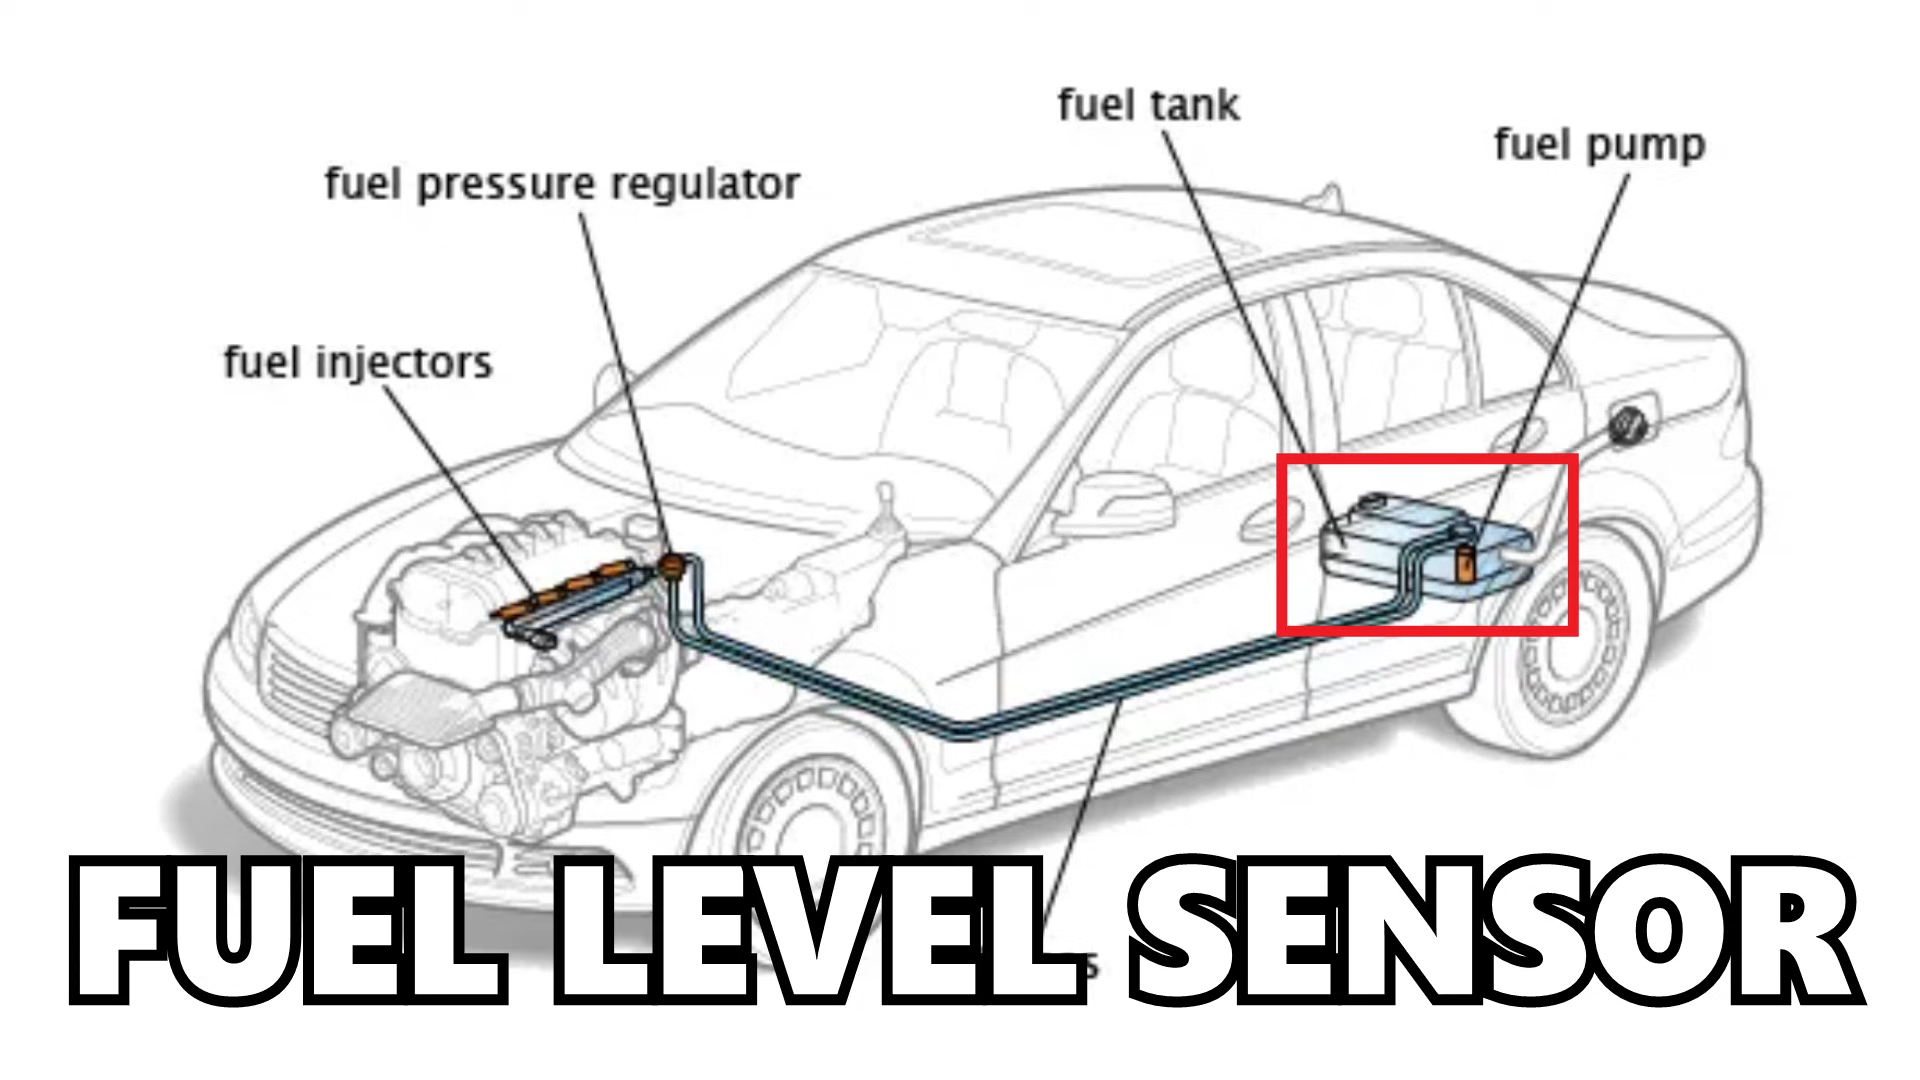 fuel tank
fuel pump
fuel pressure regulator
fuel injectors
FUEL LEVEL SENSOR